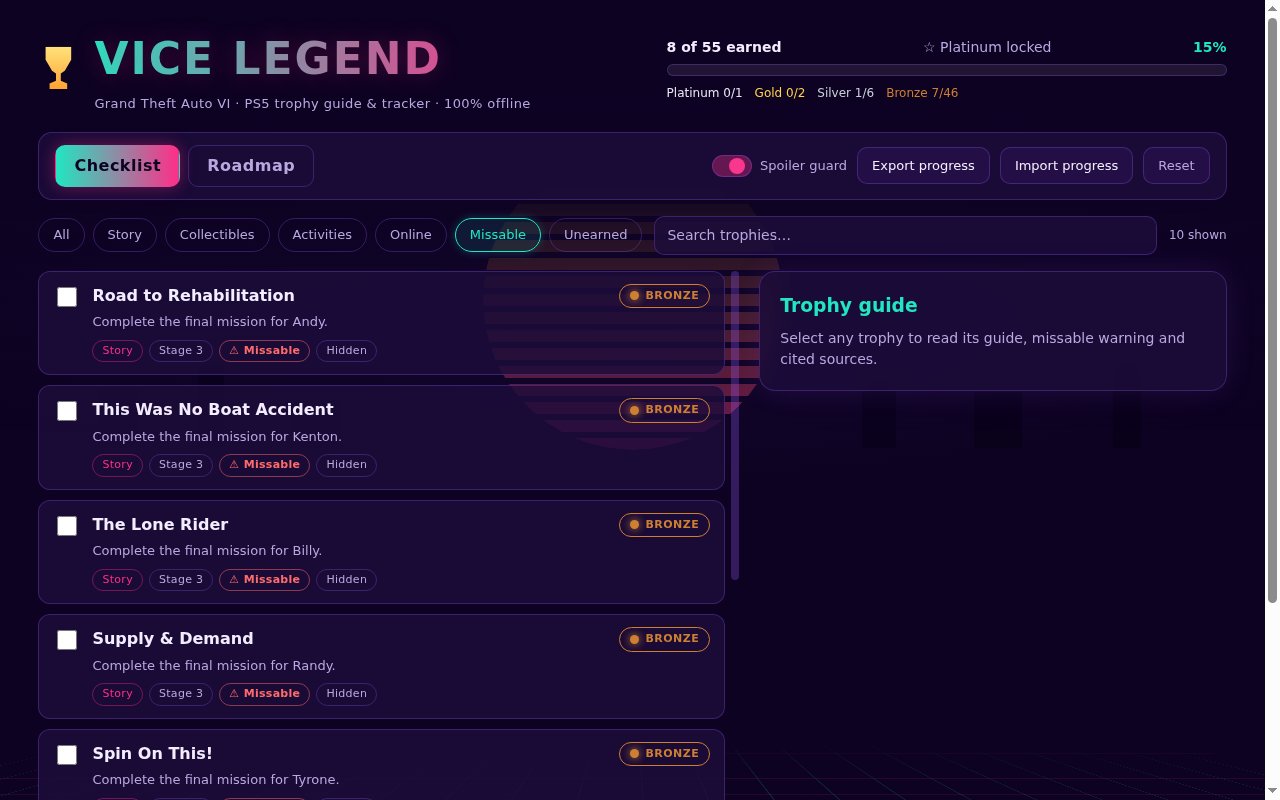 VICE LEGEND
Grand Theft Auto VI · PS5 trophy guide & tracker · 100% offline
8 of 55 earned ☆ Platinum locked 15%
Platinum 0/1 Gold 0/2 Silver 1/6 Bronze 7/46
Checklist Roadmap Spoiler guard Export progress Import progress Reset
All Story Collectibles Activities Online Missable Unearned Search trophies... 10 shown
Road to Rehabilitation BRONZE
Complete the final mission for Andy.
Story Stage 3 ⚠ Missable Hidden
This Was No Boat Accident BRONZE
Complete the final mission for Kenton.
Story Stage 3 ⚠ Missable Hidden
The Lone Rider BRONZE
Complete the final mission for Billy.
Story Stage 3 ⚠ Missable Hidden
Supply & Demand BRONZE
Complete the final mission for Randy.
Story Stage 3 ⚠ Missable Hidden
Spin On This! BRONZE
Complete the final mission for Tyrone.
Trophy guide
Select any trophy to read its guide, missable warning and
cited sources.